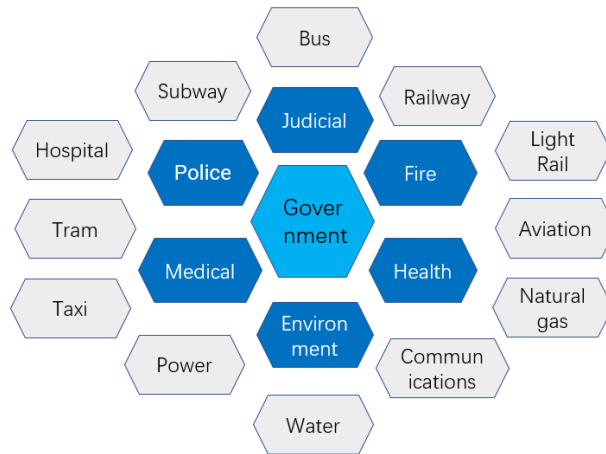 Bus
Subway
Railway
Judicial
Hospital
Police
Fire
Light
Rail
Gover
nment
Tram
Aviation
Medical
Health
Taxi
Natural
gas
Environ
ment
Power
Commun
ications
Water